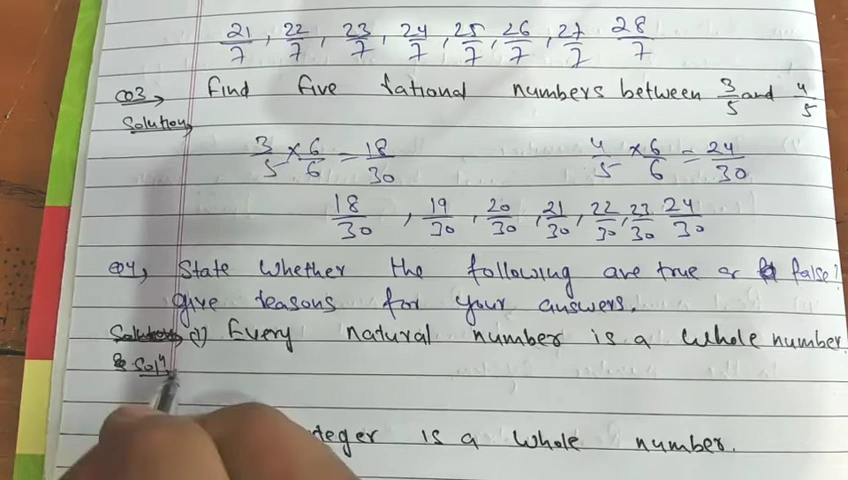 21/7, 22/7, 23/7, 24/7, 25/7, 26/7, 27/7 28/7
Q3, Find five rational numbers between 3/5 and 4/5
Solution,
3/5 × 6/6 = 18/30 4/5 × 6/6 = 24/30
18/30, 19/30, 20/30, 21/30, 22/30, 23/30 24/30
Q4, State whether the following are true or false?
give reasons for your answers.
Solution i) Every natural number is a whole number.
Solⁿ,
nteger is a whole number.